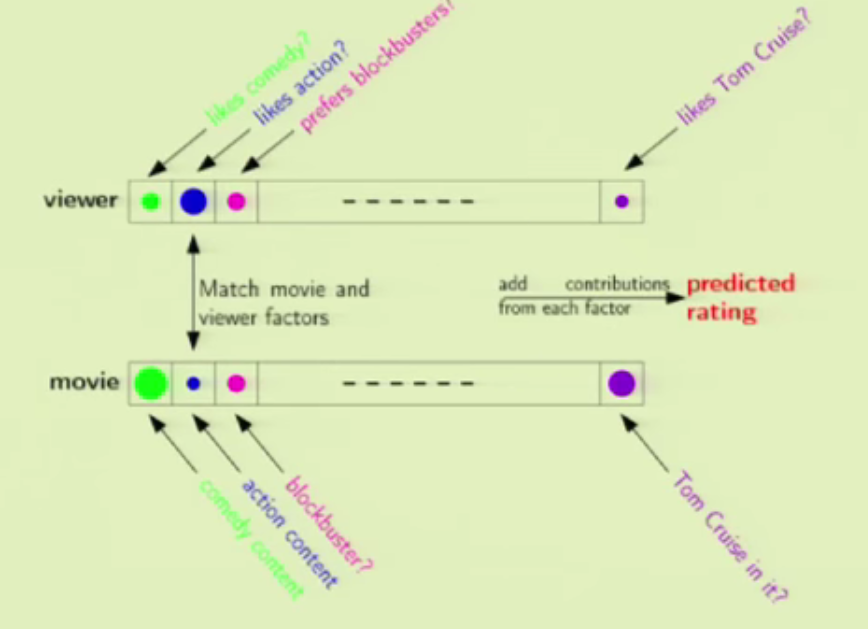 likes comedy?
likes action?
prefers blockbusters?
likes Tom Cruise?
viewer
Match movie and
viewer factors
add contributions
from each factor
predicted
rating
movie
comedy content
action content
blockbuster?
Tom Cruise in it?